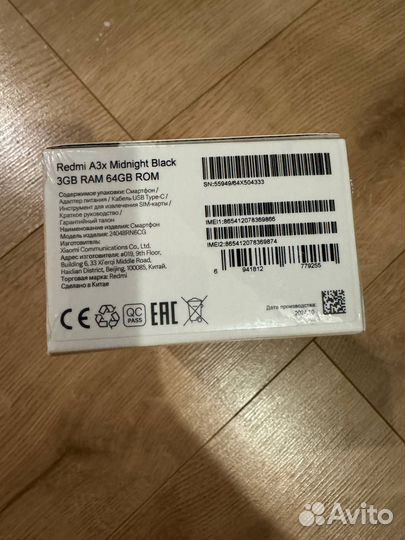 Redmi A3x Midnight Black
3GB RAM 64GB ROM
Содержимое упаковки: Смартфон /
Адаптер питания / Кабель USB Type-C /
Инструмент для извлечения SIM-карты /
Краткое руководство /
Гарантийный талон
Наименование изделия: Смартфон
Модель изделия: 24048RN6CG
Изготовитель:
Xiaomi Communications Co., Ltd.
Адрес изготовителя: #019, 9th Floor,
Building 6, 33 Xi'erqi Middle Road,
Haidian District, Beijing, 100085, Китай.
Торговая марка: Redmi
Сделано в Китае
SN:55949/64X504333
IMEI1:865412078369866
IMEI2:865412078369874
6 941812 779255
CE
QC
PASS
EAC
Дата производства:
Avito